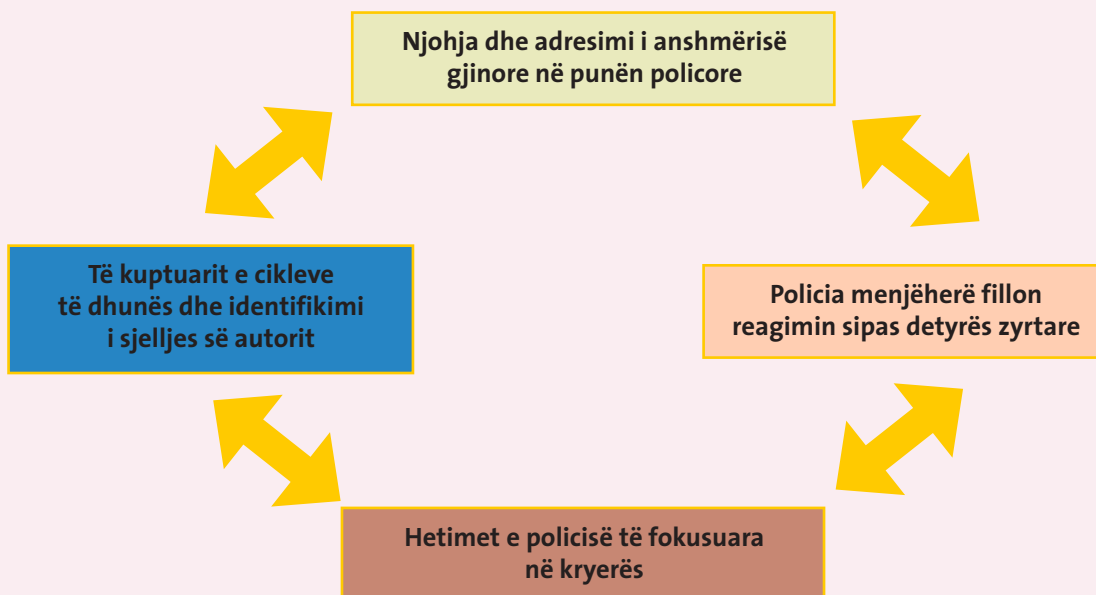 Njohja dhe adresimi i anshmërisë
gjinore në punën policore
Të kuptuarit e cikleve
të dhunës dhe identifikimi
i sjelljes së autorit
Policia menjëherë fillon
reagimin sipas detyrës zyrtare
Hetimet e policisë të fokusuara
në kryerës